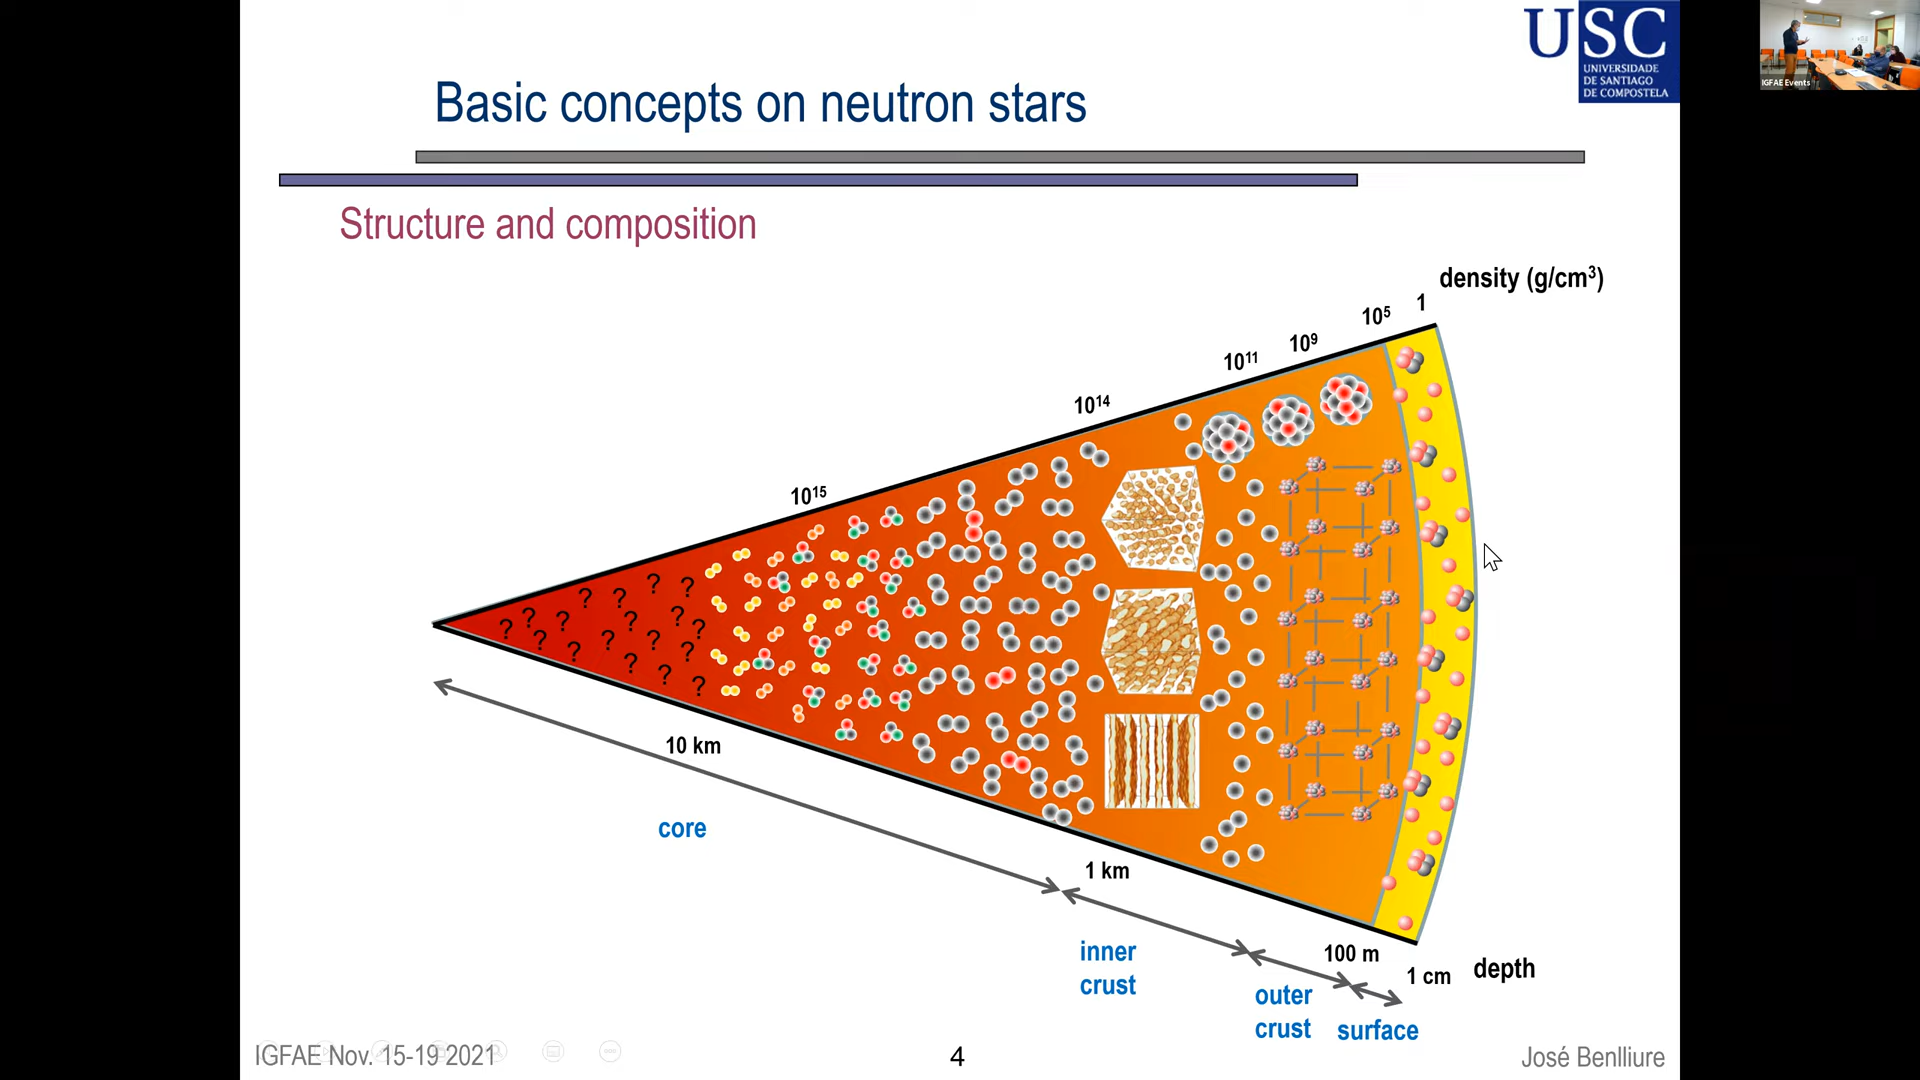 USC
UNIVERSIDADE
DE SANTIAGO
DE COMPOSTELA
IGFAE Events
Basic concepts on neutron stars
Structure and composition
density (g/cm³)
1
10⁵
10⁹
10¹¹
10¹⁴
10¹⁵
? ? ? ? ? ? ? ? ? ? ? ? ? ? ? ? ? ? ?
10 km
core
1 km
inner
crust
100 m
outer
crust
1 cm
surface
depth
IGFAE Nov. 15-19 2021
4
José Benlliure